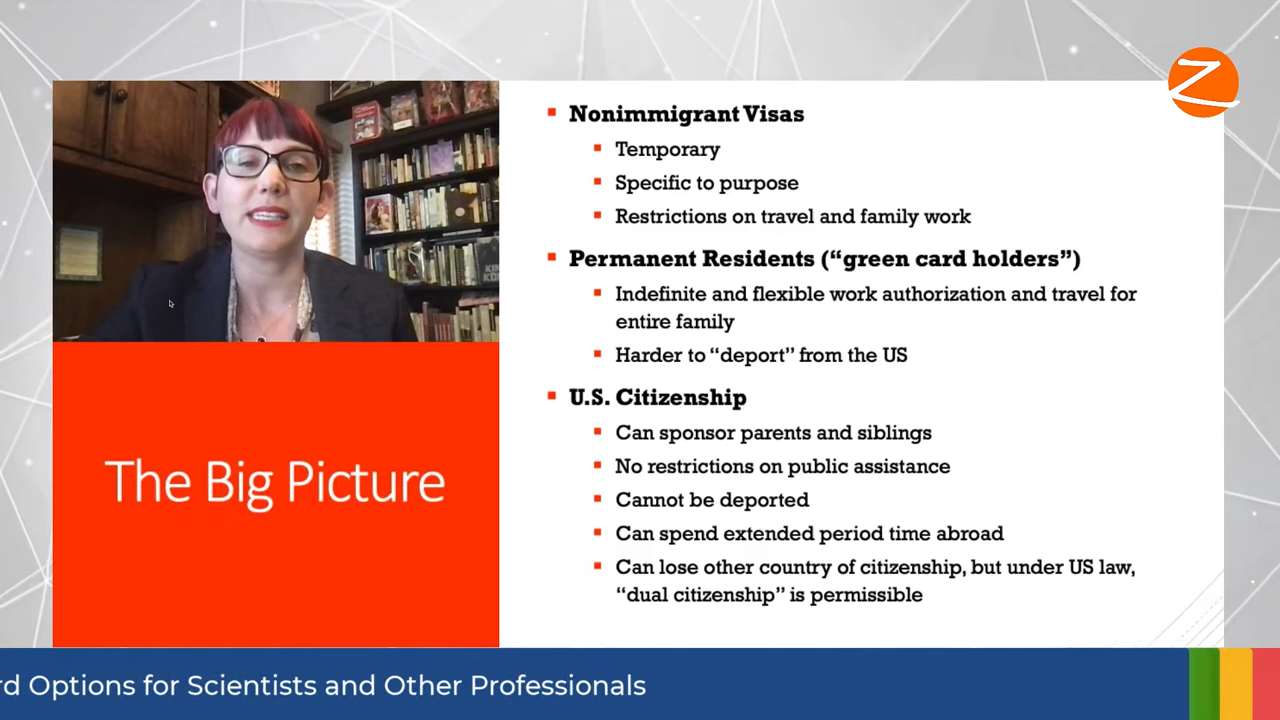 Z
Nonimmigrant Visas
Temporary
Specific to purpose
Restrictions on travel and family work
Permanent Residents (“green card holders”)
Indefinite and flexible work authorization and travel for
entire family
Harder to “deport” from the US
U.S. Citizenship
Can sponsor parents and siblings
No restrictions on public assistance
Cannot be deported
Can spend extended period time abroad
Can lose other country of citizenship, but under US law,
“dual citizenship” is permissible
The Big Picture
rd Options for Scientists and Other Professionals